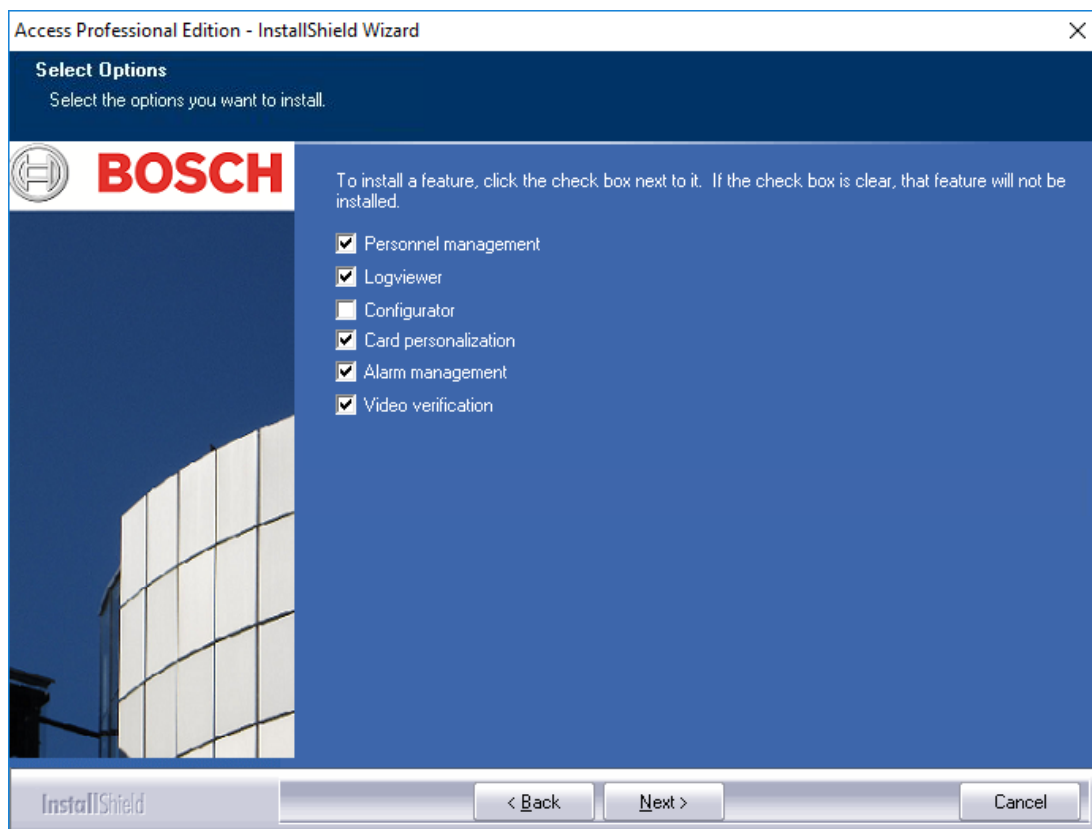 Access Professional Edition - InstallShield Wizard
Select Options
Select the options you want to install.
BOSCH
To install a feature, click the check box next to it. If the check box is clear, that feature will not be
installed.
Personnel management
Logviewer
Configurator
Card personalization
Alarm management
Video verification
InstallShield
< Back
Next >
Cancel